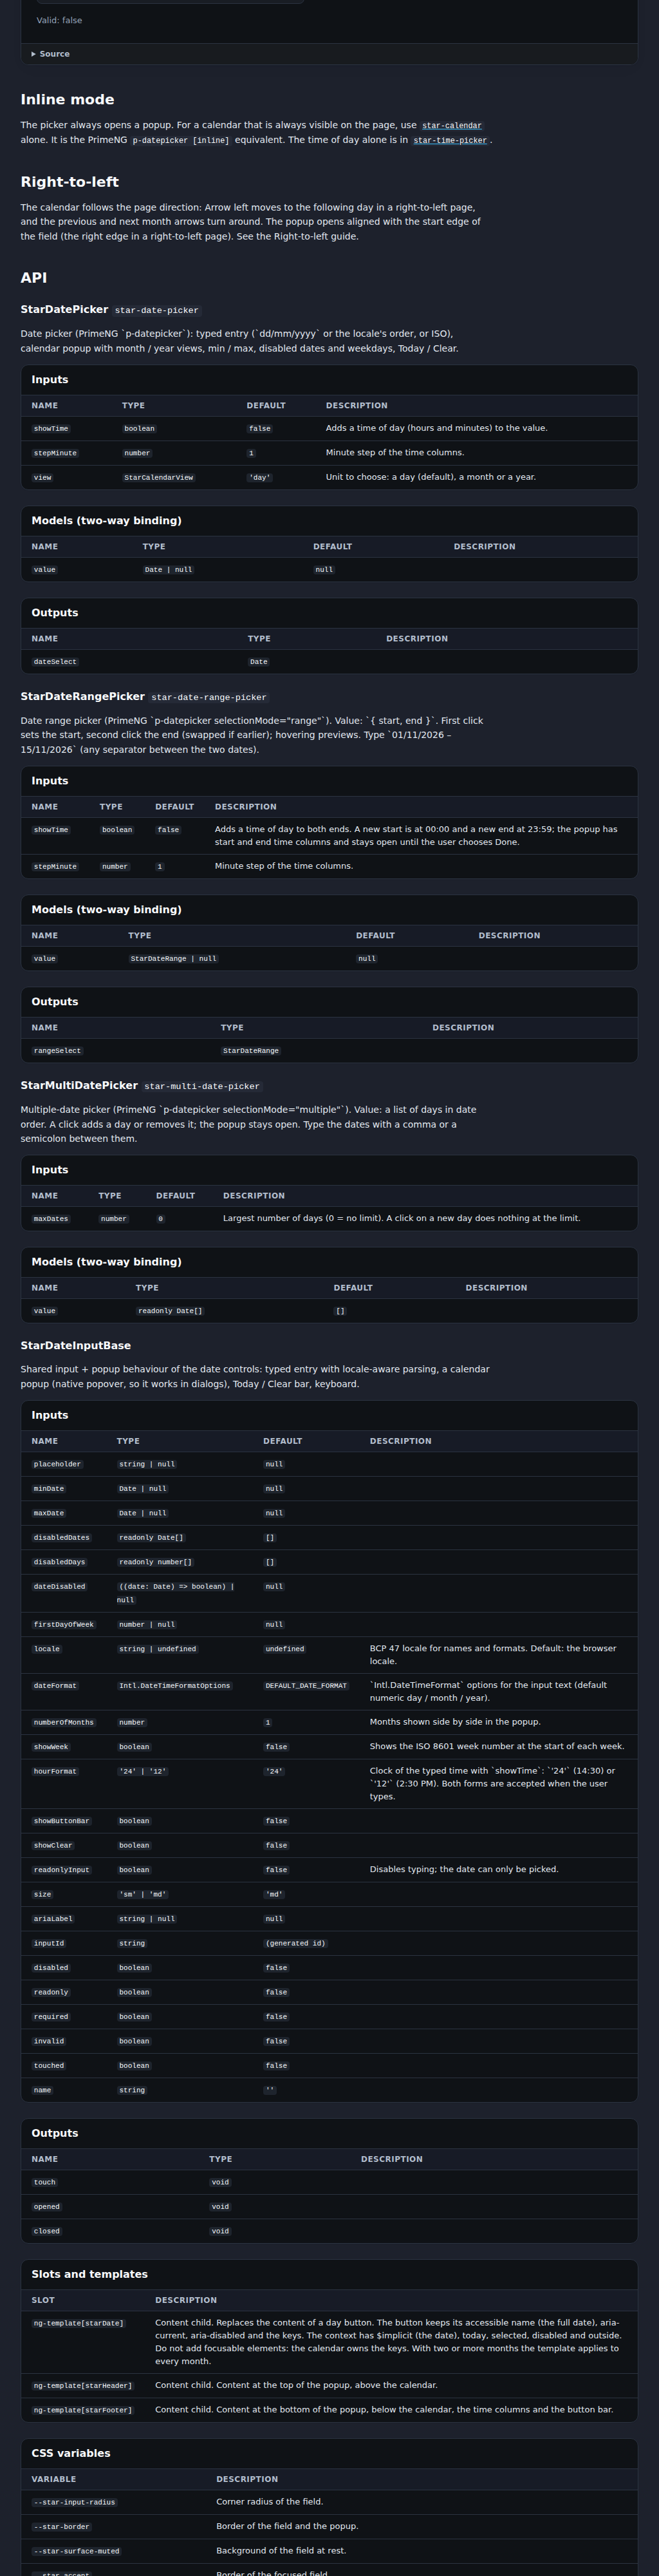 Valid: false
▶ Source
Inline mode
The picker always opens a popup. For a calendar that is always visible on the page, use star-calendar
alone. It is the PrimeNG p-datepicker [inline] equivalent. The time of day alone is in star-time-picker .
Right-to-left
The calendar follows the page direction: Arrow left moves to the following day in a right-to-left page,
and the previous and next month arrows turn around. The popup opens aligned with the start edge of
the field (the right edge in a right-to-left page). See the Right-to-left guide.
API
StarDatePicker star-date-picker
Date picker (PrimeNG `p-datepicker`): typed entry (`dd/mm/yyyy` or the locale's order, or ISO),
calendar popup with month / year views, min / max, disabled dates and weekdays, Today / Clear.
Inputs
NAME TYPE DEFAULT DESCRIPTION
showTime boolean false Adds a time of day (hours and minutes) to the value.
stepMinute number 1 Minute step of the time columns.
view StarCalendarView 'day' Unit to choose: a day (default), a month or a year.
Models (two-way binding)
NAME TYPE DEFAULT DESCRIPTION
value Date | null null
Outputs
NAME TYPE DESCRIPTION
dateSelect Date
StarDateRangePicker star-date-range-picker
Date range picker (PrimeNG `p-datepicker selectionMode="range"`). Value: `{ start, end }`. First click
sets the start, second click the end (swapped if earlier); hovering previews. Type `01/11/2026 –
15/11/2026` (any separator between the two dates).
Inputs
NAME TYPE DEFAULT DESCRIPTION
showTime boolean false Adds a time of day to both ends. A new start is at 00:00 and a new end at 23:59; the popup has
start and end time columns and stays open until the user chooses Done.
stepMinute number 1 Minute step of the time columns.
Models (two-way binding)
NAME TYPE DEFAULT DESCRIPTION
value StarDateRange | null null
Outputs
NAME TYPE DESCRIPTION
rangeSelect StarDateRange
StarMultiDatePicker star-multi-date-picker
Multiple-date picker (PrimeNG `p-datepicker selectionMode="multiple"`). Value: a list of days in date
order. A click adds a day or removes it; the popup stays open. Type the dates with a comma or a
semicolon between them.
Inputs
NAME TYPE DEFAULT DESCRIPTION
maxDates number 0 Largest number of days (0 = no limit). A click on a new day does nothing at the limit.
Models (two-way binding)
NAME TYPE DEFAULT DESCRIPTION
value readonly Date[] []
StarDateInputBase
Shared input + popup behaviour of the date controls: typed entry with locale-aware parsing, a calendar
popup (native popover, so it works in dialogs), Today / Clear bar, keyboard.
Inputs
NAME TYPE DEFAULT DESCRIPTION
placeholder string | null null
minDate Date | null null
maxDate Date | null null
disabledDates readonly Date[] []
disabledDays readonly number[] []
dateDisabled ((date: Date) => boolean) | null
null
firstDayOfWeek number | null null
locale string | undefined undefined BCP 47 locale for names and formats. Default: the browser
locale.
dateFormat Intl.DateTimeFormatOptions DEFAULT_DATE_FORMAT `Intl.DateTimeFormat` options for the input text (default
numeric day / month / year).
numberOfMonths number 1 Months shown side by side in the popup.
showWeek boolean false Shows the ISO 8601 week number at the start of each week.
hourFormat '24' | '12' '24' Clock of the typed time with `showTime`: `'24'` (14:30) or
`'12'` (2:30 PM). Both forms are accepted when the user
types.
showButtonBar boolean false
showClear boolean false
readonlyInput boolean false Disables typing; the date can only be picked.
size 'sm' | 'md' 'md'
ariaLabel string | null null
inputId string (generated id)
disabled boolean false
readonly boolean false
required boolean false
invalid boolean false
touched boolean false
name string ''
Outputs
NAME TYPE DESCRIPTION
touch void
opened void
closed void
Slots and templates
SLOT DESCRIPTION
ng-template[starDate] Content child. Replaces the content of a day button. The button keeps its accessible name (the full date), aria-
current, aria-disabled and the keys. The context has $implicit (the date), today, selected, disabled and outside.
Do not add focusable elements: the calendar owns the keys. With two or more months the template applies to
every month.
ng-template[starHeader] Content child. Content at the top of the popup, above the calendar.
ng-template[starFooter] Content child. Content at the bottom of the popup, below the calendar, the time columns and the button bar.
CSS variables
VARIABLE DESCRIPTION
--star-input-radius Corner radius of the field.
--star-border Border of the field and the popup.
--star-surface-muted Background of the field at rest.
--star-accent Border of the focused field.